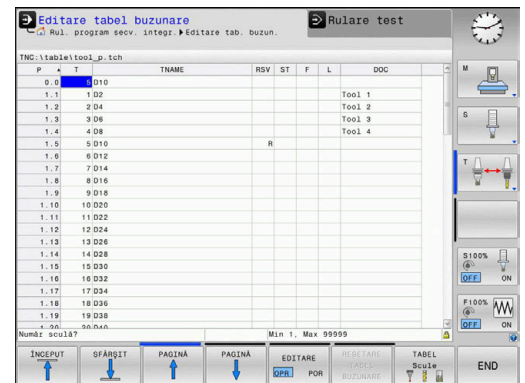 Editare tabel buzunare
Rulare test
Rul. program secv. integr. Editare tab. buzun.
TNC:\table\tool_p.tch
P T TNAME RSV ST F L DOC
0.0 5 D10
1.1 1 D2 Tool 1
1.2 2 D4 Tool 2
1.3 3 D6 Tool 3
1.4 4 D8 Tool 4
1.5 5 D10 R
1.6 6 D12
1.7 7 D14
1.8 8 D16
1.9 9 D18
1.10 10 D20
1.11 11 D22
1.12 12 D24
1.13 13 D26
1.14 14 D28
1.15 15 D30
1.16 16 D32
1.17 17 D34
1.18 18 D36
1.19 19 D38
1.20 20 D40
Număr sculă? Min 1, Max 99999
M
S
T
S100%
OFF ON
F100%
OFF ON
ÎNCEPUT
SFÂRŞIT
PAGINĂ
PAGINĂ
EDITARE
OPR POR
RESETARE
TABEL
BUZUNARE
TABEL
Scule
END